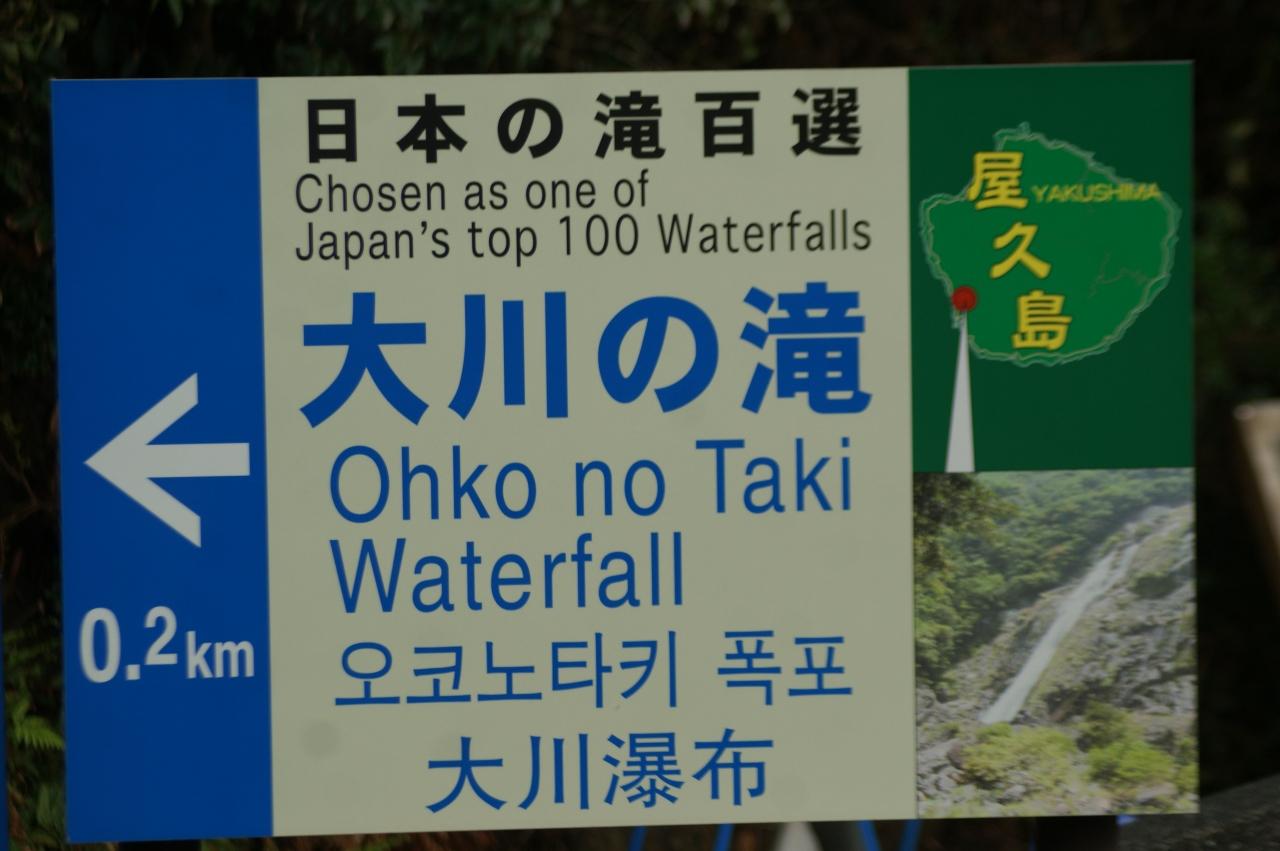 日本の滝百選
Chosen as one of
Japan's top 100 Waterfalls
大川の滝
Ohko no Taki
Waterfall
오코노타키 폭포
大川瀑布
0.2km
屋久島
YAKUSHIMA